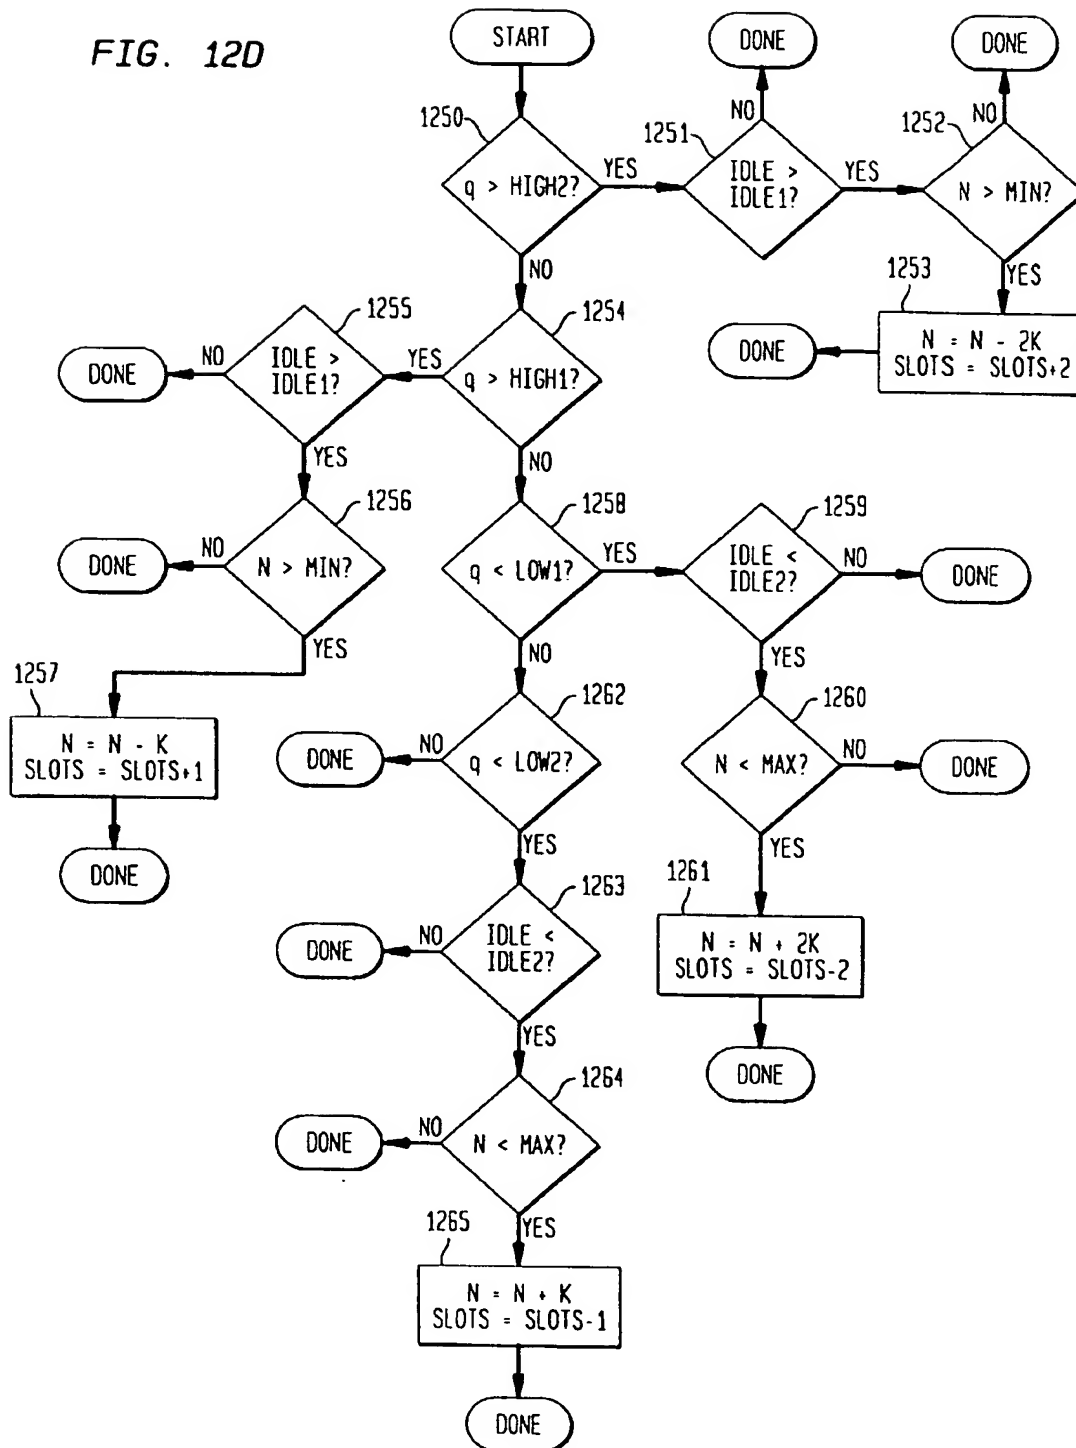 FIG. 12D
START
DONE
DONE
1250
q > HIGH2?
YES
NO
1251
IDLE >
IDLE1?
NO
YES
1252
N > MIN?
NO
YES
1253
N = N - 2K
SLOTS = SLOTS+2
DONE
NO
1254
q > HIGH1?
YES
1255
IDLE >
IDLE1?
NO
DONE
YES
1256
N > MIN?
NO
DONE
YES
1257
N = N - K
SLOTS = SLOTS+1
DONE
1258
q < LOW1?
YES
1259
IDLE <
IDLE2?
NO
DONE
YES
1260
N < MAX?
NO
DONE
YES
1261
N = N + 2K
SLOTS = SLOTS-2
DONE
NO
1262
q < LOW2?
NO
DONE
YES
1263
IDLE <
IDLE2?
NO
DONE
YES
1264
N < MAX?
NO
DONE
YES
1265
N = N + K
SLOTS = SLOTS-1
DONE